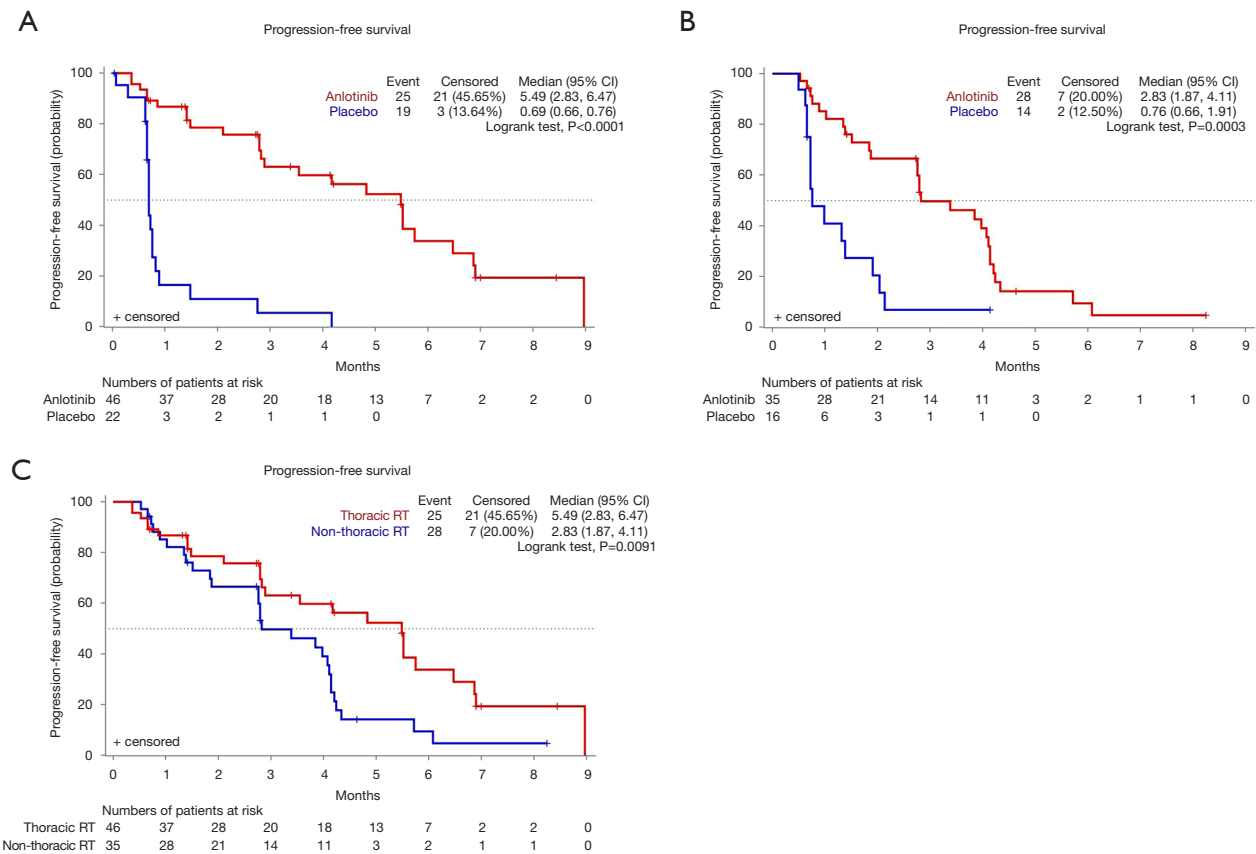 A
Progression-free survival
Event Censored Median (95% CI)
Anlotinib 25 21 (45.65%) 5.49 (2.83, 6.47)
Placebo 19 3 (13.64%) 0.69 (0.66, 0.76)
Logrank test, P<0.0001
Progression-free survival (probability)
100
80
60
40
20
0
+ censored
0 1 2 3 4 5 6 7 8 9
Months
Numbers of patients at risk
Anlotinib 46 37 28 20 18 13 7 2 2 0
Placebo 22 3 2 1 1 0
B
Progression-free survival
Event Censored Median (95% CI)
Anlotinib 28 7 (20.00%) 2.83 (1.87, 4.11)
Placebo 14 2 (12.50%) 0.76 (0.66, 1.91)
Logrank test, P=0.0003
Progression-free survival (probability)
100
80
60
40
20
0
+ censored
0 1 2 3 4 5 6 7 8 9
Months
Numbers of patients at risk
Anlotinib 35 28 21 14 11 3 2 1 1 0
Placebo 16 6 3 1 1 0
C
Progression-free survival
Event Censored Median (95% CI)
Thoracic RT 25 21 (45.65%) 5.49 (2.83, 6.47)
Non-thoracic RT 28 7 (20.00%) 2.83 (1.87, 4.11)
Logrank test, P=0.0091
Progression-free survival (probability)
100
80
60
40
20
0
+ censored
0 1 2 3 4 5 6 7 8 9
Months
Numbers of patients at risk
Thoracic RT 46 37 28 20 18 13 7 2 2 0
Non-thoracic RT 35 28 21 14 11 3 2 1 1 0